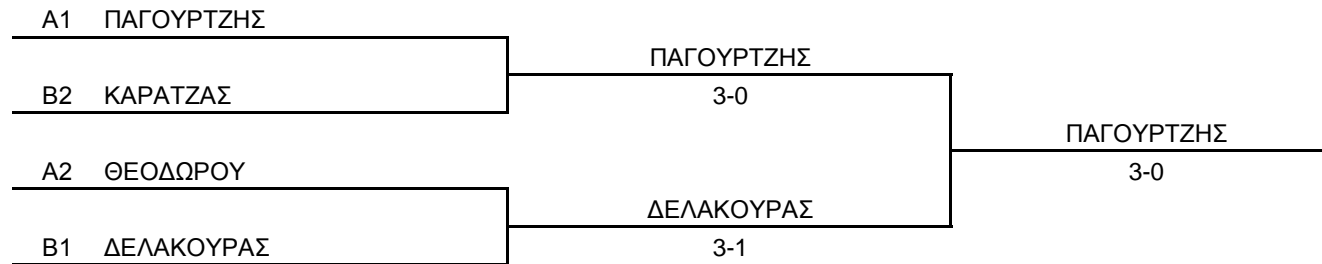 A1 ΠΑΓΟΥΡΤΖΗΣ
ΠΑΓΟΥΡΤΖΗΣ
B2 ΚΑΡΑΤΖΑΣ
3-0
ΠΑΓΟΥΡΤΖΗΣ
A2 ΘΕΟΔΩΡΟΥ
3-0
ΔΕΛΑΚΟΥΡΑΣ
B1 ΔΕΛΑΚΟΥΡΑΣ
3-1